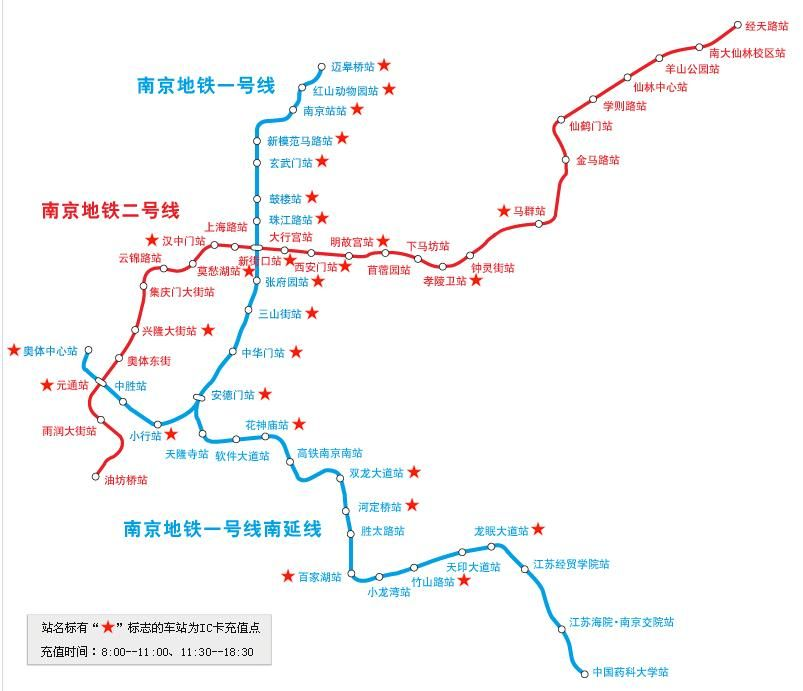 经天路站
南大仙林校区站
羊山公园站
仙林中心站
学则路站
仙鹤门站
金马路站
马群站
南京地铁一号线
迈皋桥站
红山动物园站
南京站站
新模范马路站
玄武门站
鼓楼站
珠江路站
南京地铁二号线
上海路站
汉中门站
大行宫站
明故宫站
下马坊站
云锦路站
莫愁湖站
新街口站
西安门站
苜蓿园站
孝陵卫站
钟灵街站
集庆门大街站
张府园站
兴隆大街站
三山街站
奥体中心站
奥体东街
中华门站
元通站
中胜站
安德门站
雨润大街站
小行站
花神庙站
天隆寺站
软件大道站
高铁南京南站
油坊桥站
双龙大道站
河定桥站
南京地铁一号线南延线
胜太路站
龙眠大道站
百家湖站
小龙湾站
竹山路站
天印大道站
江苏经贸学院站
江苏海院·南京交院站
中国药科大学站
站名标有“★”标志的车站为IC卡充值点
充值时间：8:00--11:00、11:30--18:30